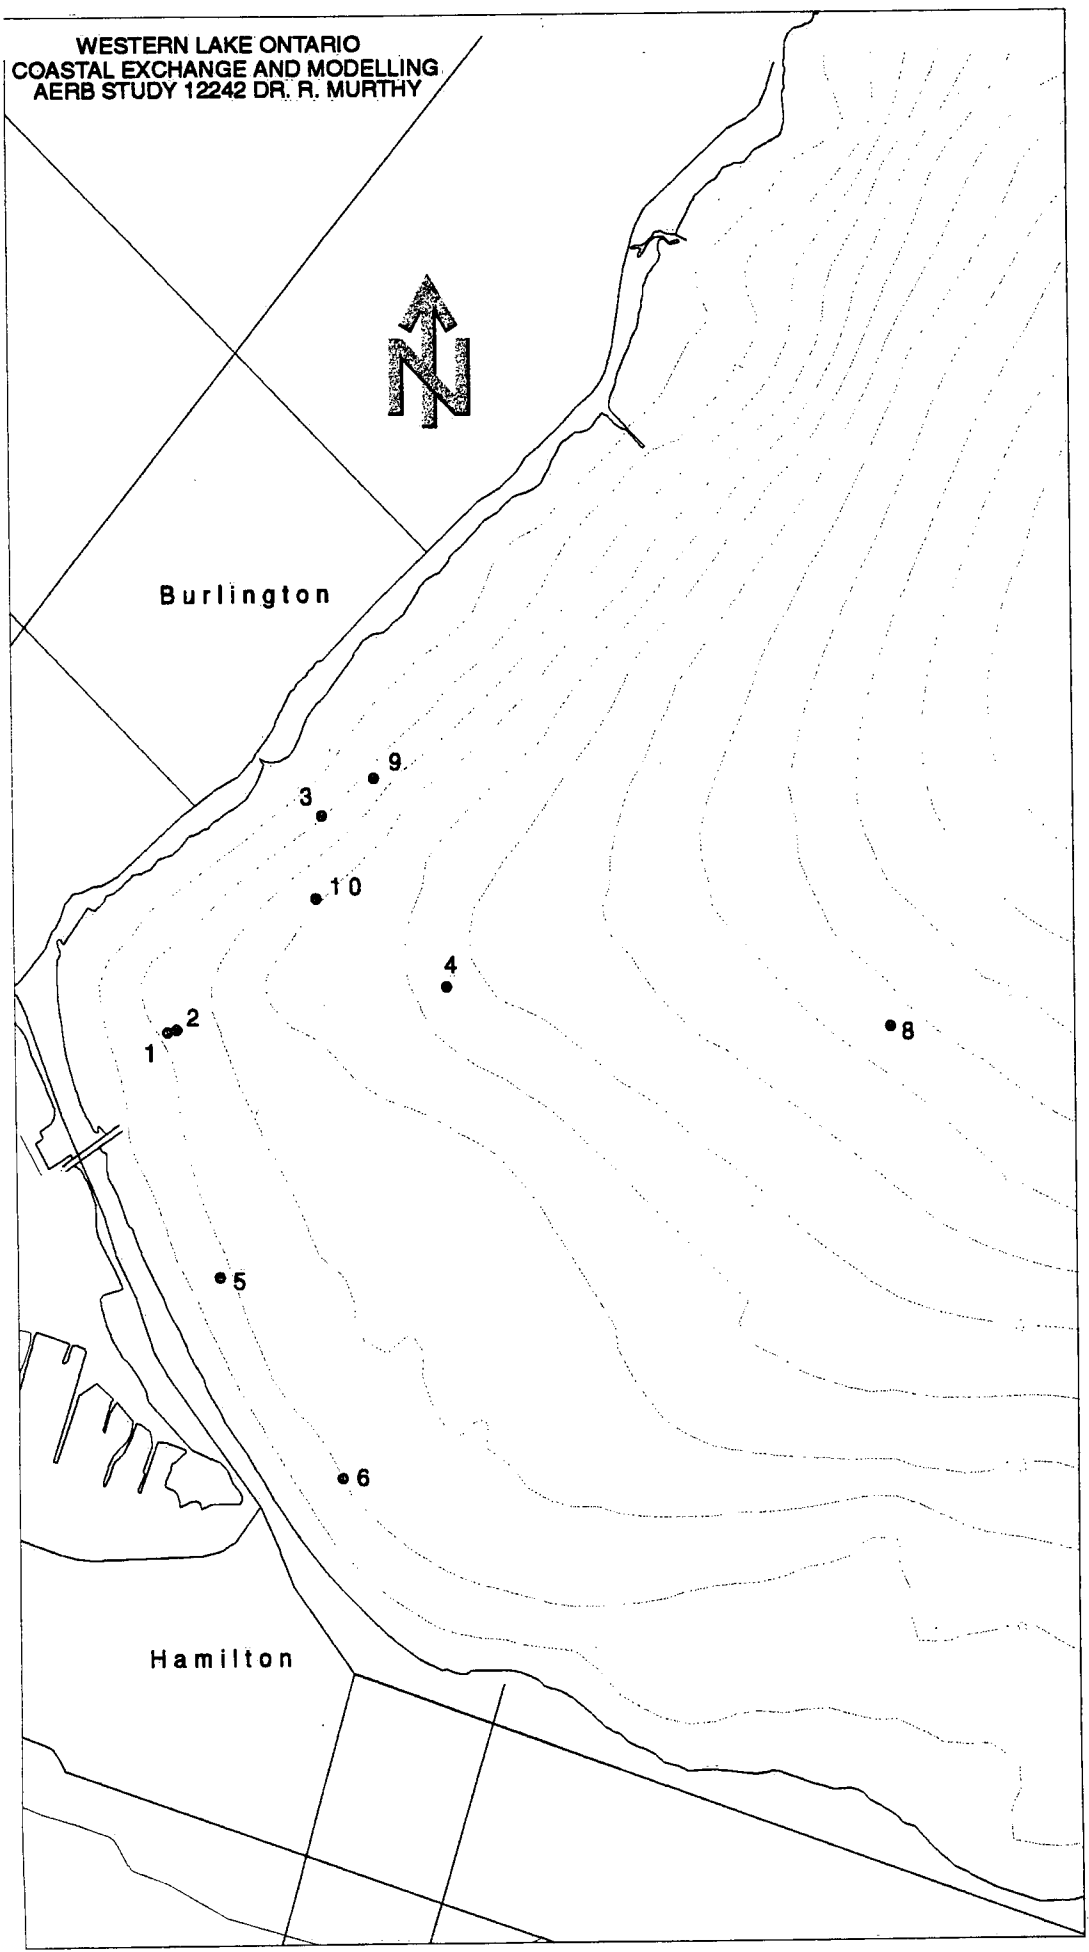 WESTERN LAKE ONTARIO
COASTAL EXCHANGE AND MODELLING
AERB STUDY 12242 DR. R. MURTHY
N
Burlington
9
3
10
4
2
8
1
5
6
Hamilton